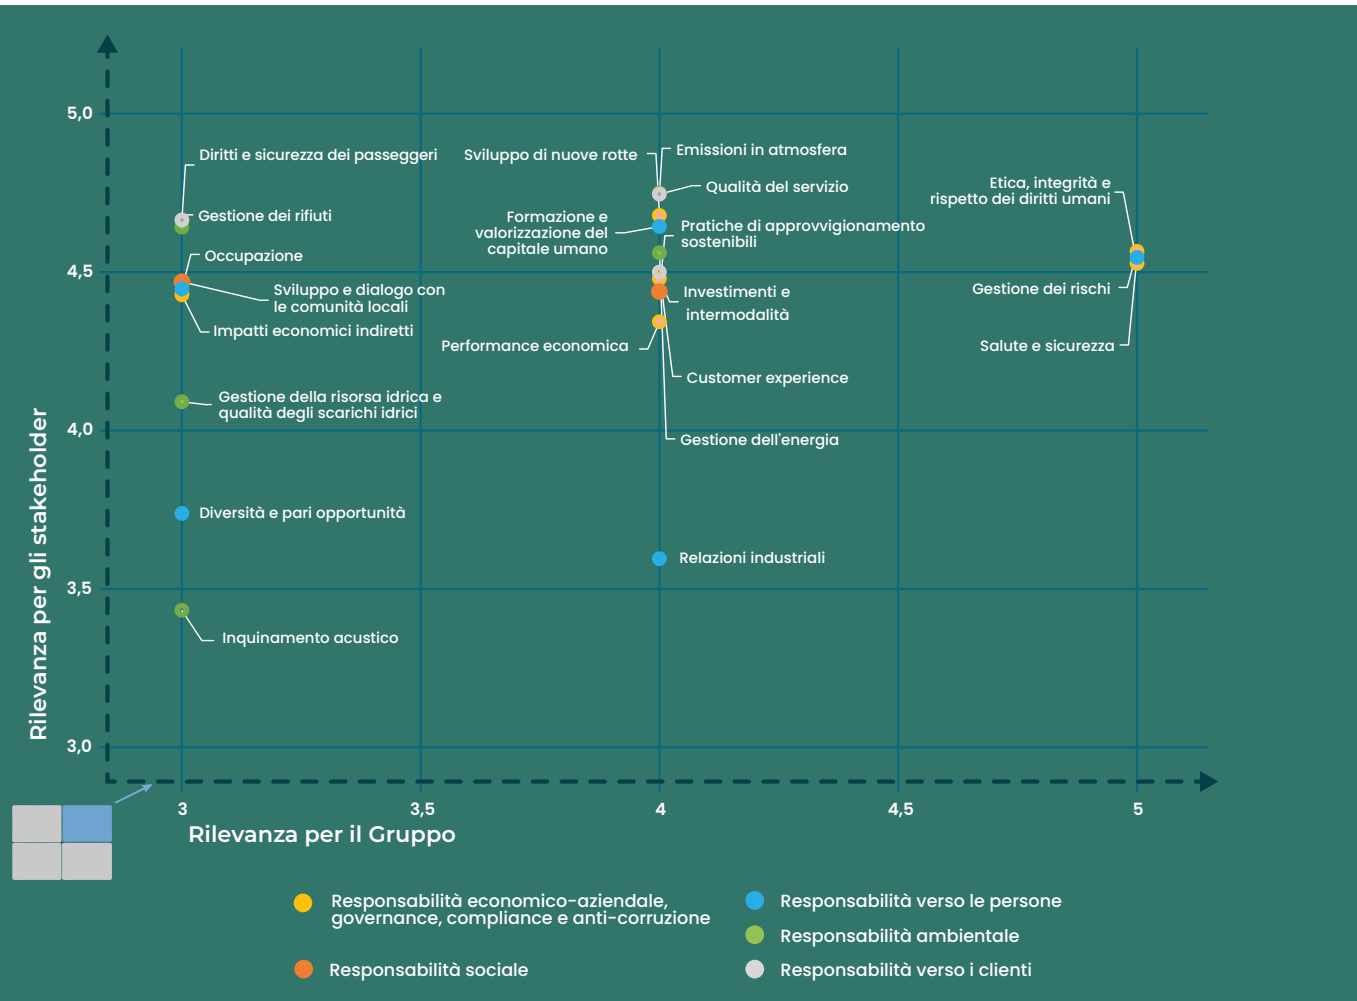 5,0
Diritti e sicurezza dei passeggeri
Sviluppo di nuove rotte
Emissioni in atmosfera
Qualità del servizio
Etica, integrità e
rispetto dei diritti umani
Gestione dei rifiuti
Formazione e
valorizzazione del
capitale umano
Pratiche di approvvigionamento
sostenibili
Occupazione
4,5
Sviluppo e dialogo con
le comunità locali
Investimenti e
intermodalità
Gestione dei rischi
Impatti economici indiretti
Performance economica
Salute e sicurezza
Customer experience
Gestione della risorsa idrica e
qualità degli scarichi idrici
4,0
Gestione dell'energia
Diversità e pari opportunità
Relazioni industriali
3,5
Inquinamento acustico
3,0
Rilevanza per gli stakeholder
3
3,5
4
4,5
5
Rilevanza per il Gruppo
Responsabilità economico-aziendale,
governance, compliance e anti-corruzione
Responsabilità sociale
Responsabilità verso le persone
Responsabilità ambientale
Responsabilità verso i clienti